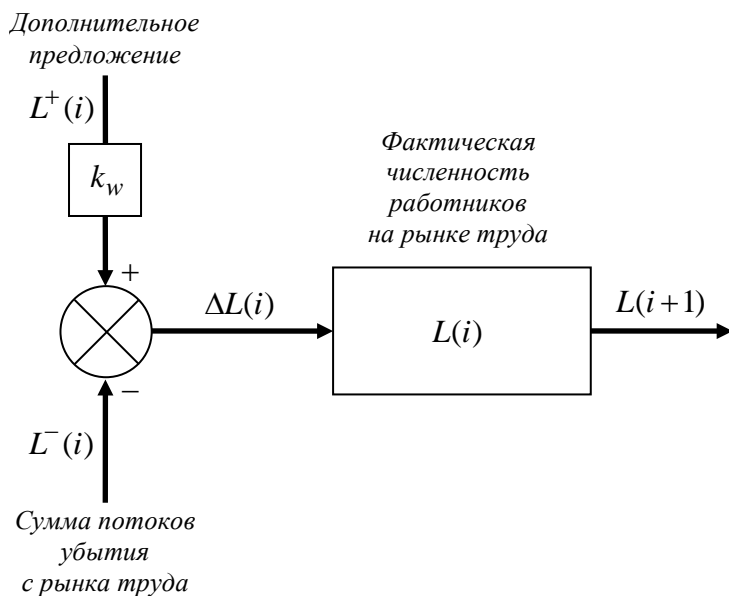 Дополнительное
предложение
L⁺(i)
k_w
+
−
L⁻(i)
Сумма потоков
убытия
с рынка труда
ΔL(i)
Фактическая
численность
работников
на рынке труда
L(i)
L(i+1)